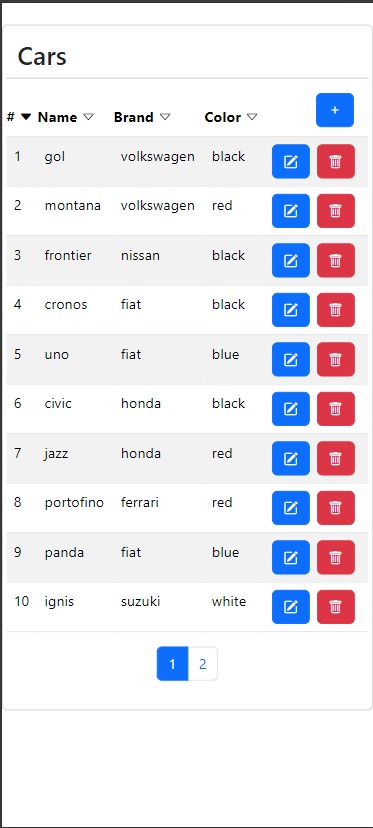 Cars
# Name Brand Color +
1 gol volkswagen black
2 montana volkswagen red
3 frontier nissan black
4 cronos fiat black
5 uno fiat blue
6 civic honda black
7 jazz honda red
8 portofino ferrari red
9 panda fiat blue
10 ignis suzuki white
1 2